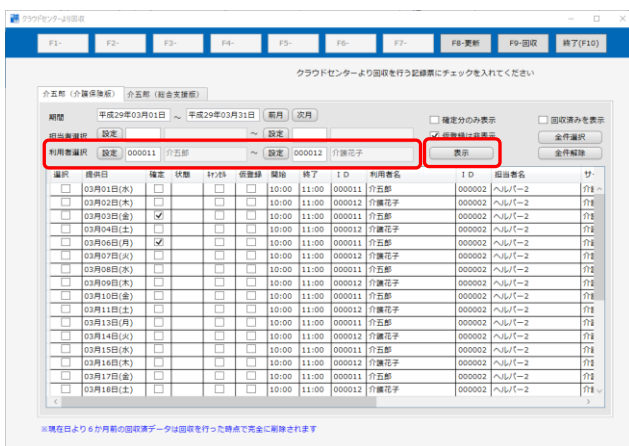 クラウドセンターより回収
F1- F2- F3- F4- F5- F6- F7- F8-更新 F9-回収 終了(F10)
クラウドセンターより回収を行う記録票にチェックを入れてください
介五郎（介護保険版） 介五郎（総合支援版）
期間 平成29年03月01日 ～ 平成29年03月31日 前月 次月 確定分のみ表示 回収済みを表示
担当者選択 設定 ～ 設定 仮登録は非表示 全件選択
利用者選択 設定 000011 介五郎 ～ 設定 000012 介護花子 表示 全件解除
選択 提供日 確定 状態 ｷｬﾝｾﾙ 仮登録 開始 終了 ＩＤ 利用者名 ＩＤ 担当者名 サ-
03月01日(水) 10:00 11:00 000011 介五郎 000002 ヘルパー2
03月02日(木) 10:00 11:00 000012 介護花子 000002 ヘルパー2
03月03日(金) 10:00 11:00 000011 介五郎 000002 ヘルパー2
03月04日(土) 10:00 11:00 000012 介護花子 000002 ヘルパー2
03月06日(月) 10:00 11:00 000011 介五郎 000002 ヘルパー2
03月07日(火) 10:00 11:00 000012 介護花子 000002 ヘルパー2
03月08日(水) 10:00 11:00 000011 介五郎 000002 ヘルパー2
03月09日(木) 10:00 11:00 000012 介護花子 000002 ヘルパー2
03月10日(金) 10:00 11:00 000011 介五郎 000002 ヘルパー2
03月11日(土) 10:00 11:00 000012 介護花子 000002 ヘルパー2
03月13日(月) 10:00 11:00 000011 介五郎 000002 ヘルパー2
03月14日(火) 10:00 11:00 000012 介護花子 000002 ヘルパー2
03月15日(水) 10:00 11:00 000011 介五郎 000002 ヘルパー2
03月16日(木) 10:00 11:00 000012 介護花子 000002 ヘルパー2
03月17日(金) 10:00 11:00 000011 介五郎 000002 ヘルパー2
03月18日(土) 10:00 11:00 000012 介護花子 000002 ヘルパー2
※現在日より６か月前の回収済データは回収を行った時点で完全に削除されます